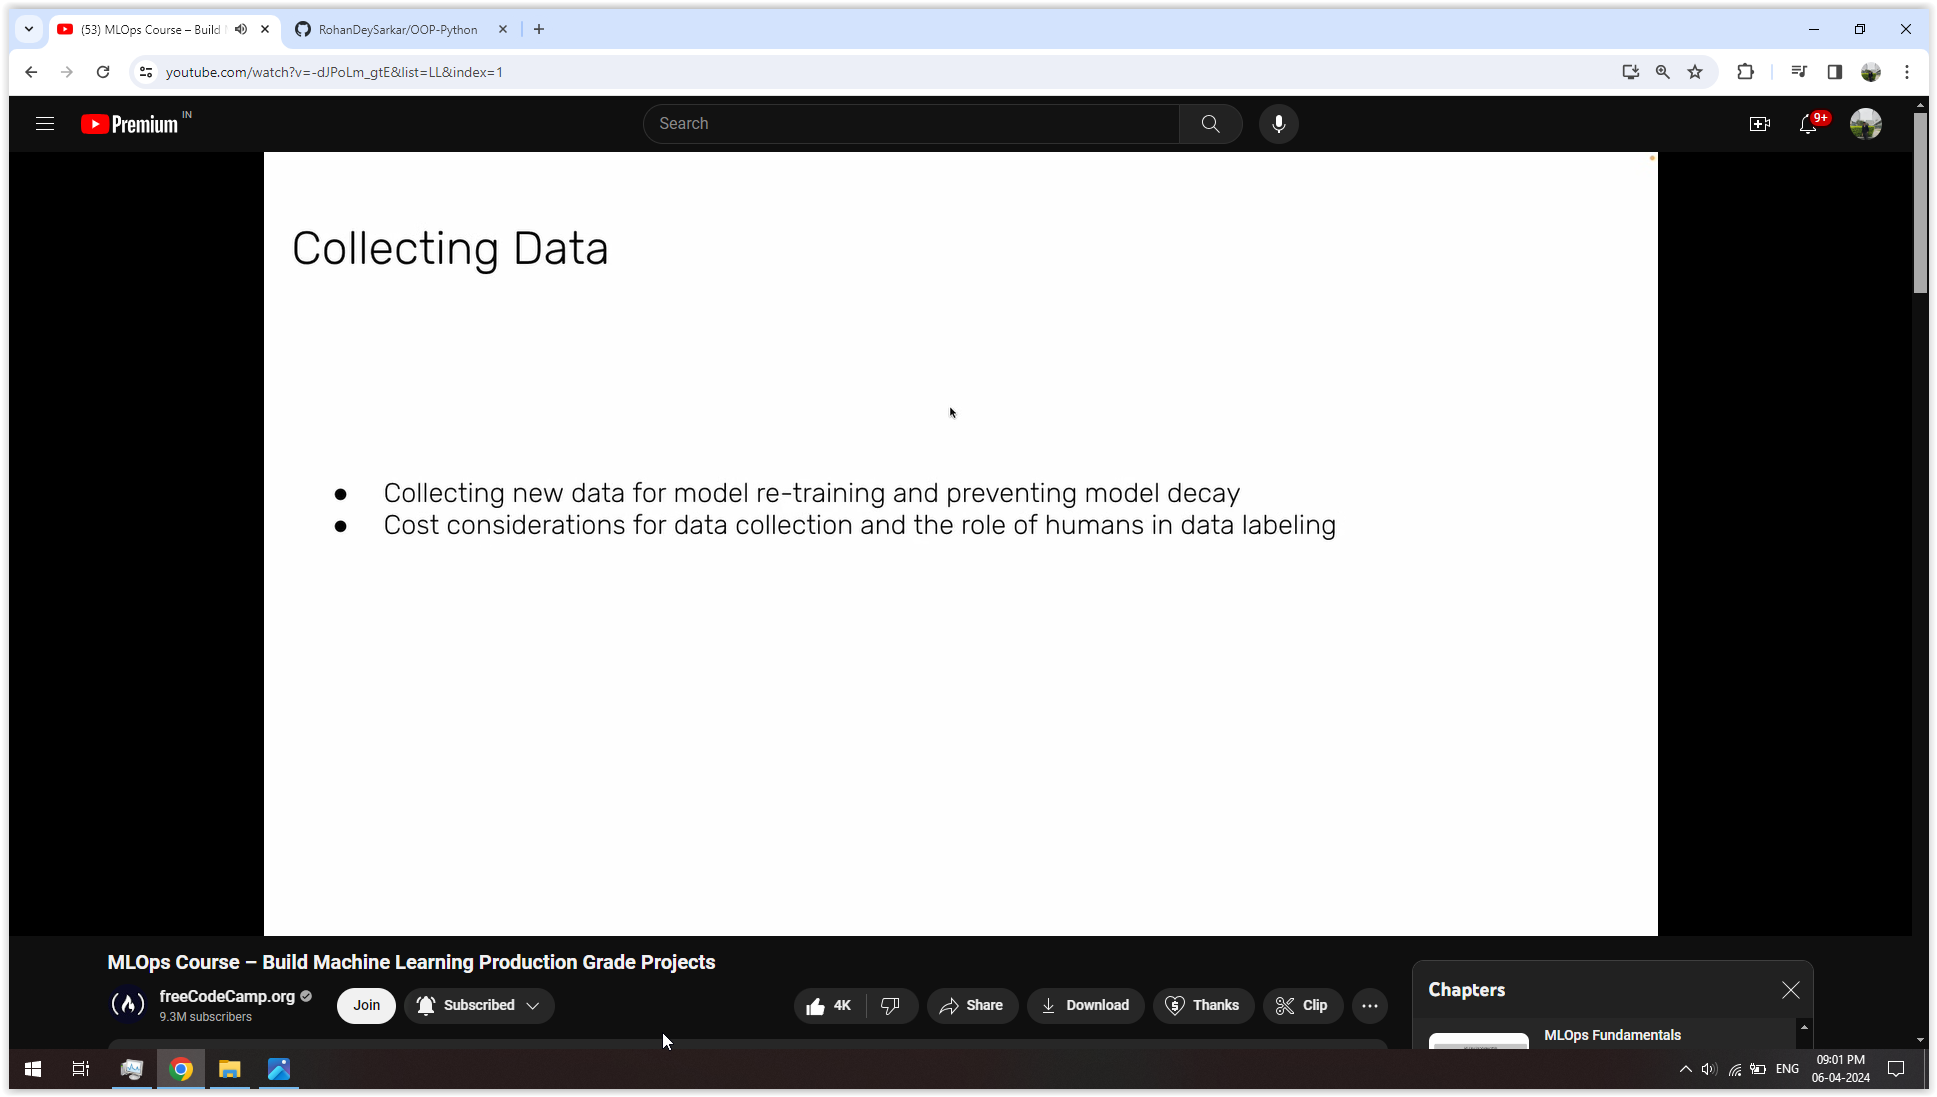 (53) MLOps Course – Build
RohanDeySarkar/OOP-Python
youtube.com/watch?v=-dJPoLm_gtE&list=LL&index=1
Premium IN
Search
9+
Collecting Data
● Collecting new data for model re-training and preventing model decay
● Cost considerations for data collection and the role of humans in data labeling
MLOps Course – Build Machine Learning Production Grade Projects
freeCodeCamp.org
9.3M subscribers
Join
Subscribed
4K
Share
Download
Thanks
Clip
Chapters
MLOps Fundamentals
ENG
09:01 PM
06-04-2024